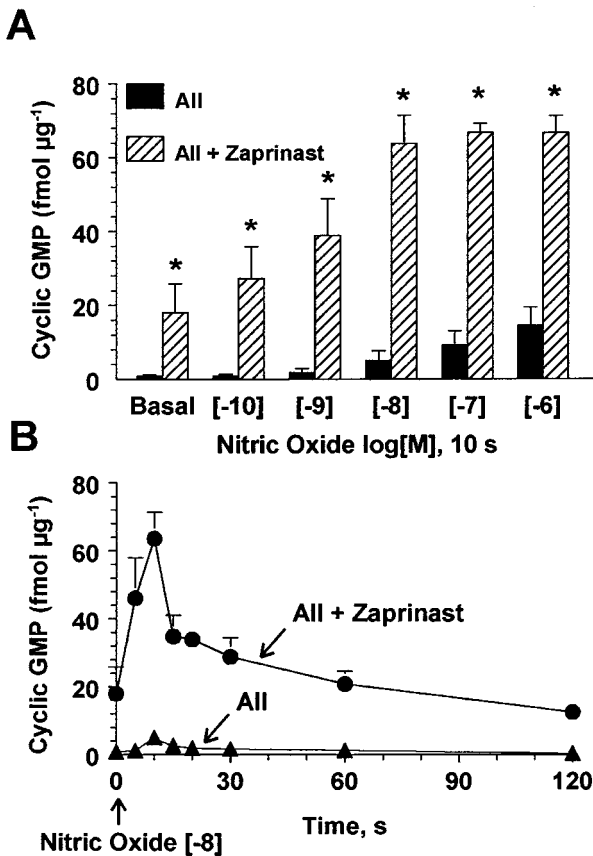 A
Cyclic GMP (fmol µg-1)
80
60
40
20
0
AII
AII + Zaprinast
* * * * * *
Basal [-10] [-9] [-8] [-7] [-6]
Nitric Oxide log[M], 10 s
B
Cyclic GMP (fmol µg-1)
80
60
40
20
0
AII + Zaprinast
AII
0 30 60 90 120
Time, s
Nitric Oxide [-8]